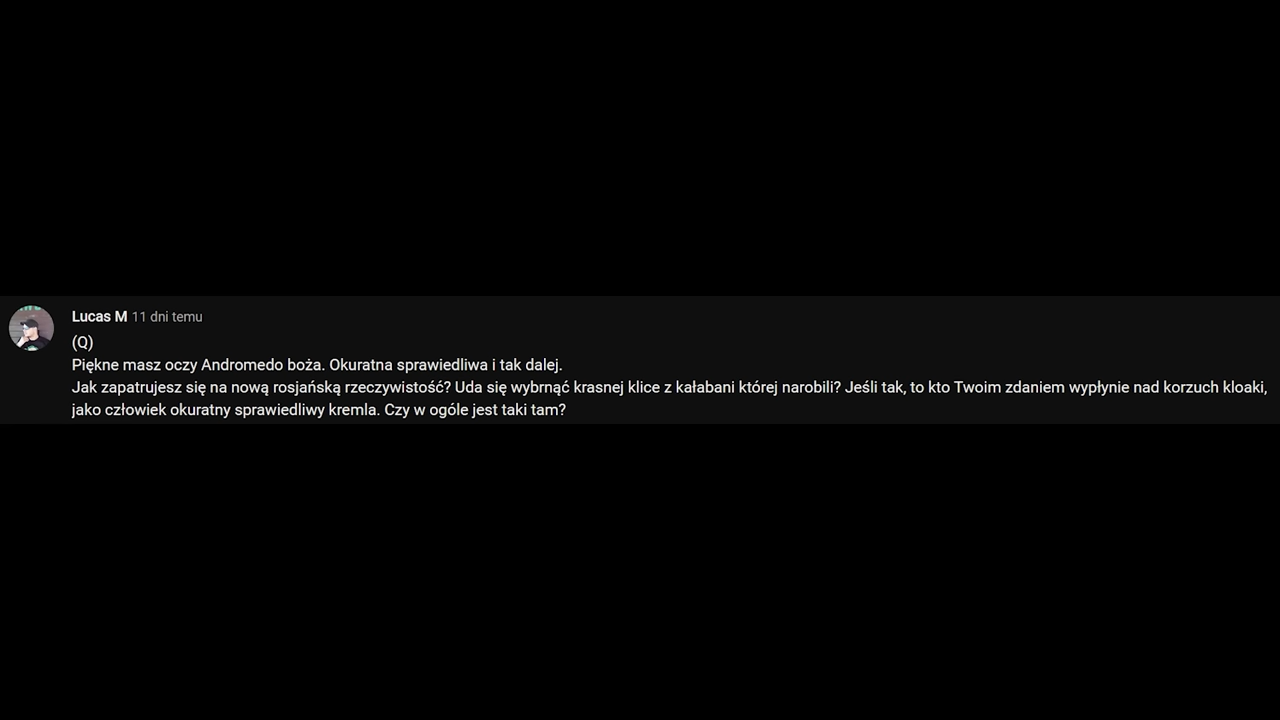 Lucas M 11 dni temu
(Q)
Piękne masz oczy Andromedo boża. Okuratna sprawiedliwa i tak dalej.
Jak zapatrujesz się na nową rosjańską rzeczywistość? Uda się wybrnąć krasnej klice z kałabani której narobili? Jeśli tak, to kto Twoim zdaniem wypłynie nad korzuch kloaki,
jako człowiek okuratny sprawiedliwy kremla. Czy w ogóle jest taki tam?